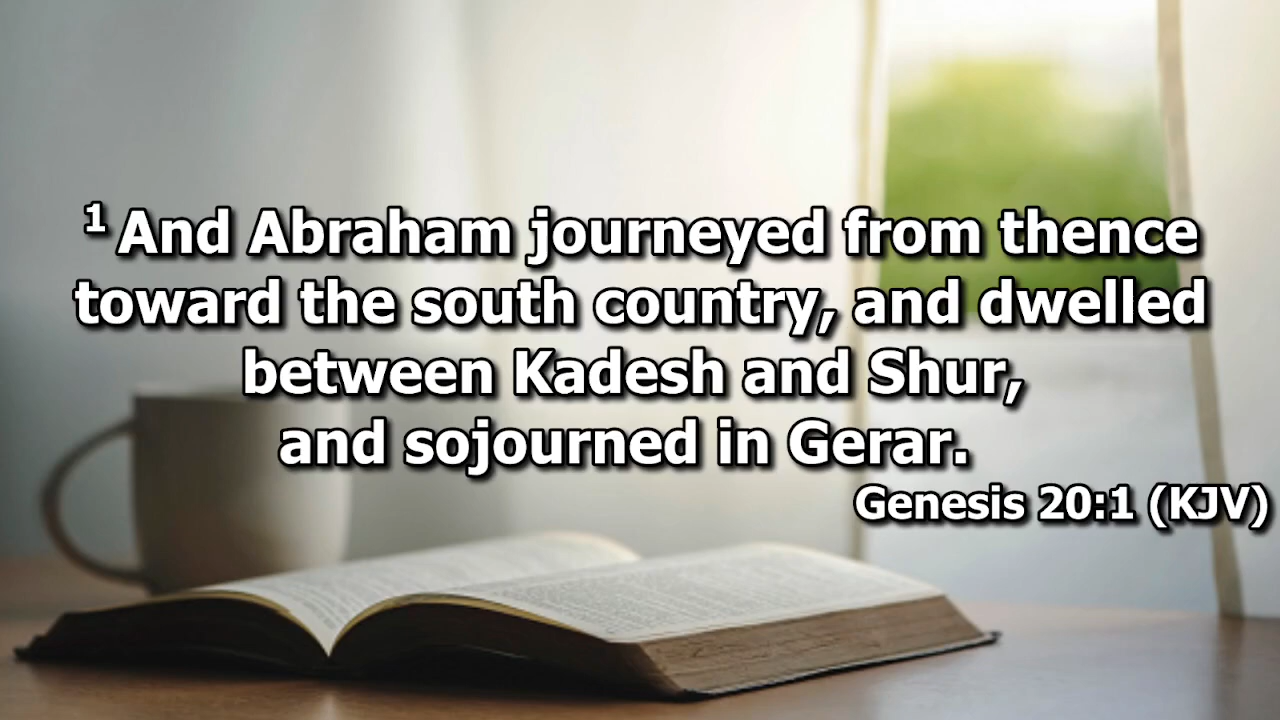 1 And Abraham journeyed from thence
toward the south country, and dwelled
between Kadesh and Shur,
and sojourned in Gerar.
Genesis 20:1 (KJV)